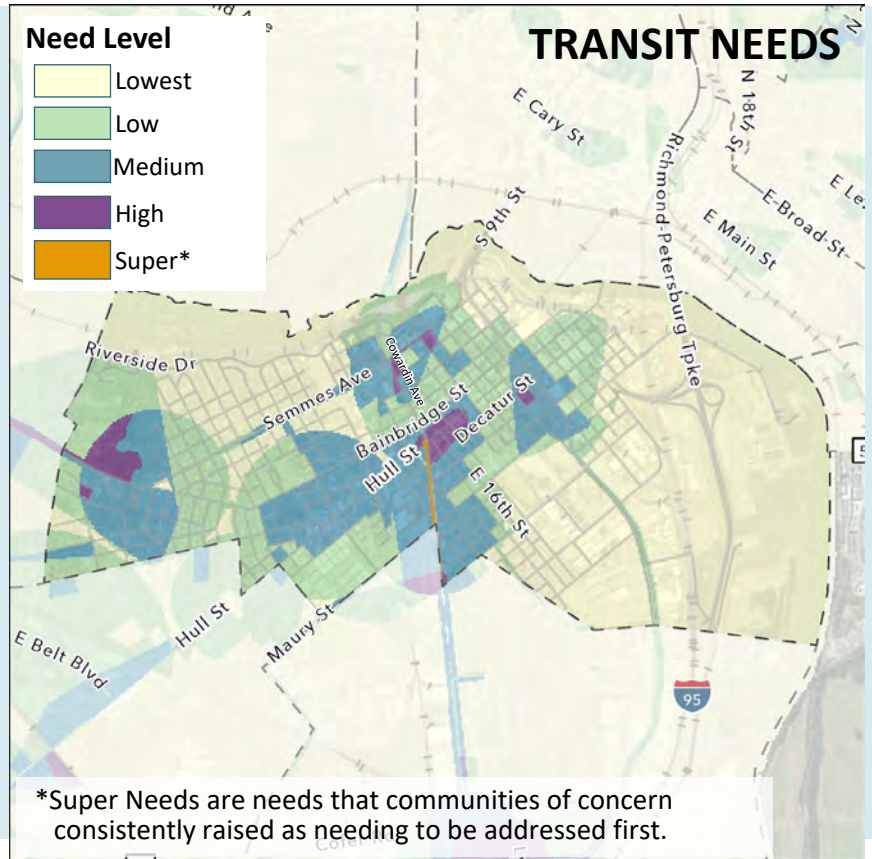 TRANSIT NEEDS
Need Level
Lowest
Low
Medium
High
Super*
E Cary St
N 18th St
Richmond-Petersburg Tpke
E Broad St
E Main St
S 9th St
Riverside Dr
Semmes Ave
Cowardin Ave
Bainbridge St
Decatur St
Hull St
E 16th St
Hull St
Maury St
E Belt Blvd
95
*Super Needs are needs that communities of concern
consistently raised as needing to be addressed first.